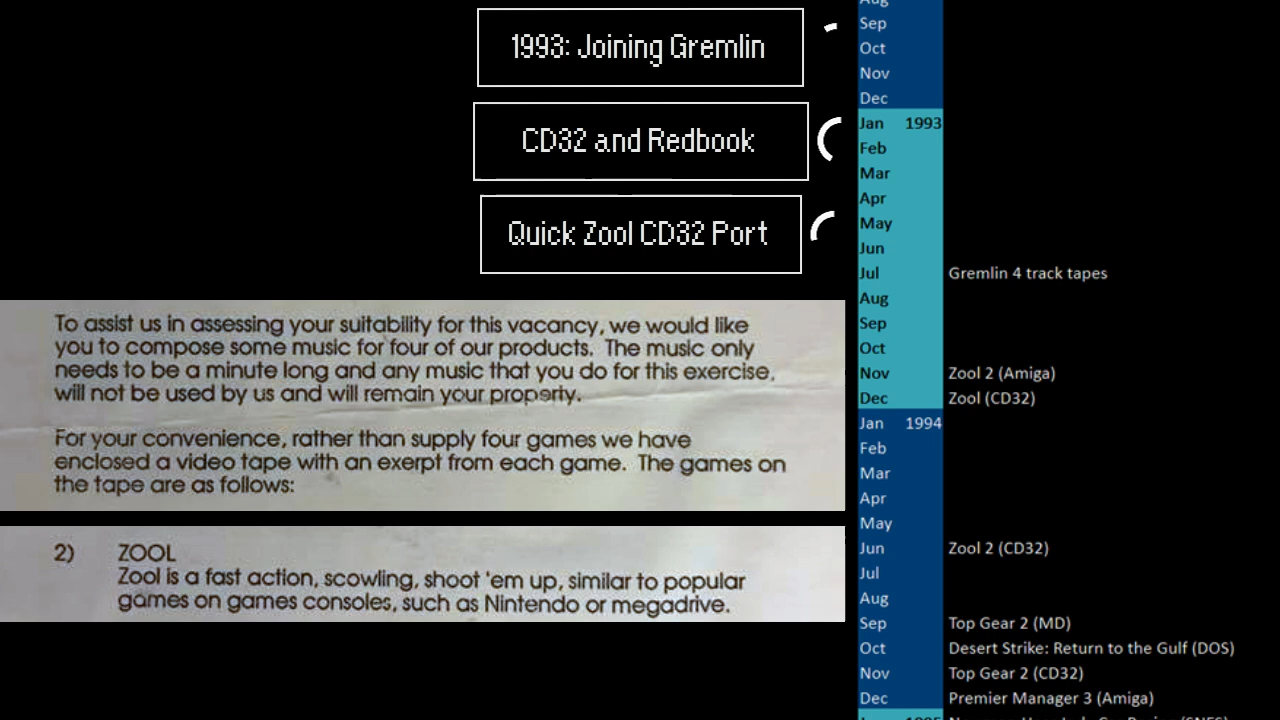 1993: Joining Gremlin
CD32 and Redbook
Quick Zool CD32 Port
To assist us in assessing your suitability for this vacancy, we would like
you to compose some music for four of our products. The music only
needs to be a minute long and any music that you do for this exercise,
will not be used by us and will remain your property.
For your convenience, rather than supply four games we have
enclosed a video tape with an exerpt from each game. The games on
the tape are as follows:
2) ZOOL
Zool is a fast action, scowling, shoot 'em up, similar to popular
games on games consoles, such as Nintendo or megadrive.
Aug
Sep
Oct
Nov
Dec
Jan 1993
Feb
Mar
Apr
May
Jun
Jul Gremlin 4 track tapes
Aug
Sep
Oct
Nov Zool 2 (Amiga)
Dec Zool (CD32)
Jan 1994
Feb
Mar
Apr
May
Jun Zool 2 (CD32)
Jul
Aug
Sep Top Gear 2 (MD)
Oct Desert Strike: Return to the Gulf (DOS)
Nov Top Gear 2 (CD32)
Dec Premier Manager 3 (Amiga)